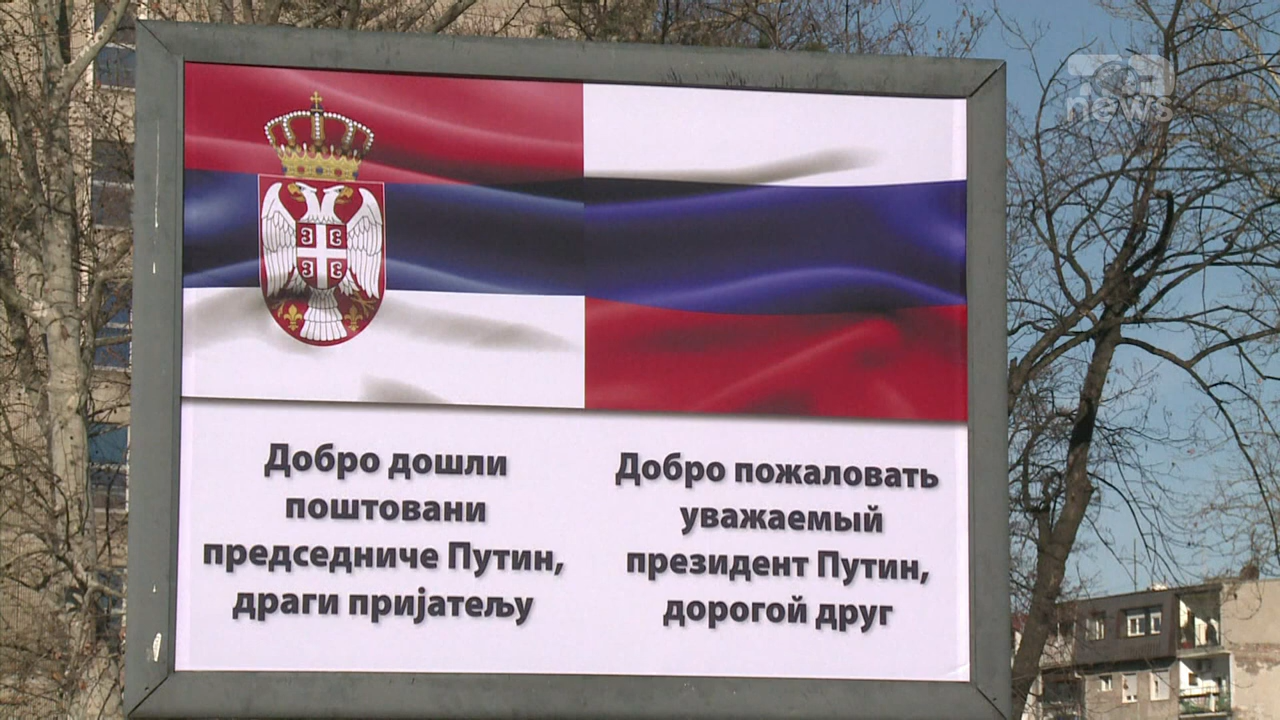 news
Добро дошли
поштовани
председниче Путин,
драги пријатељу
Добро пожаловать
уважаемый
президент Путин,
дорогой друг